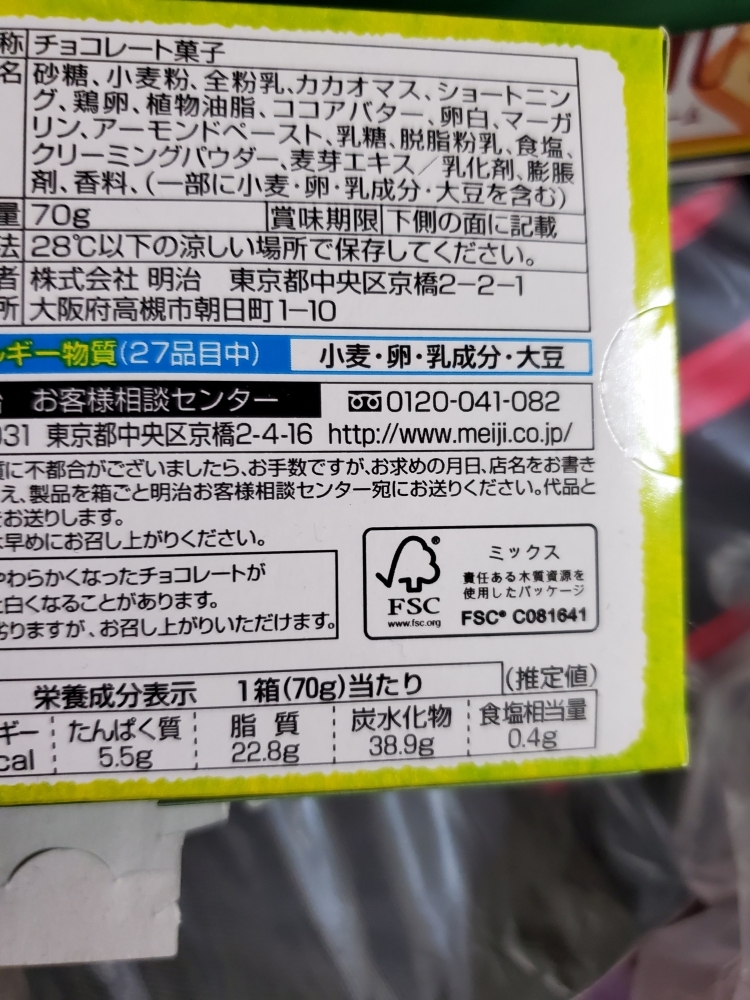 称 チョコレート菓子
名 砂糖、小麦粉、全粉乳、カカオマス、ショートニン
グ、鶏卵、植物油脂、ココアバター、卵白、マーガ
リン、アーモンドペースト、乳糖、脱脂粉乳、食塩、
クリーミングパウダー、麦芽エキス／乳化剤、膨脹
剤、香料、(一部に小麦・卵・乳成分・大豆を含む)
量 70g 賞味期限 下側の面に記載
法 28℃以下の涼しい場所で保存してください。
者 株式会社 明治 東京都中央区京橋2-2-1
所 大阪府高槻市朝日町1-10
ルギー物質(27品目中) 小麦・卵・乳成分・大豆
お客様相談センター 0120-041-082
031 東京都中央区京橋2-4-16 http://www.meiji.co.jp/
質に不都合がございましたら、お手数ですが、お求めの月日、店名をお書き
え、製品を箱ごと明治お客様相談センター宛にお送りください。代品と
をお送りします。
早めにお召し上がりください。
やわらかくなったチョコレートが
白くなることがあります。
劣りますが、お召し上がりいただけます。
FSC
www.fsc.org
ミックス
責任ある木質資源を
使用したパッケージ
FSC® C081641
栄養成分表示 1箱(70g)当たり (推定値)
ギー たんぱく質 脂質 炭水化物 食塩相当量
cal 5.5g 22.8g 38.9g 0.4g